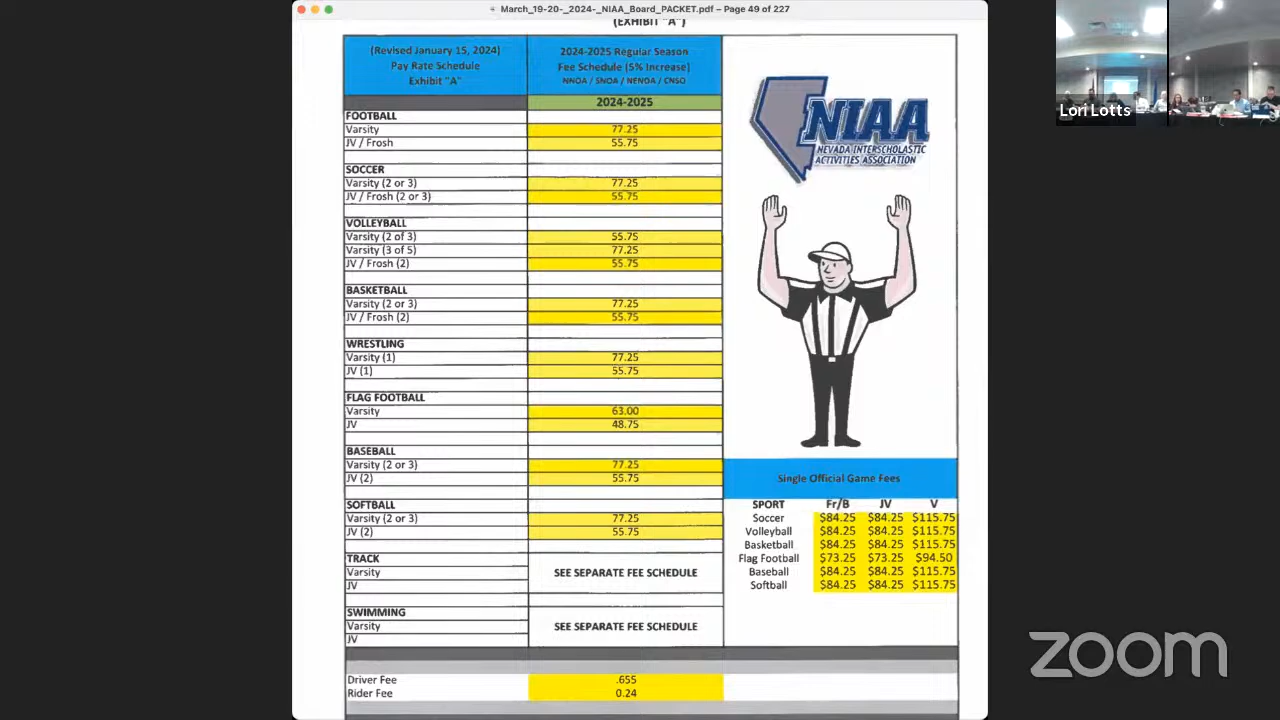 March_19-20-_2024-_NIAA_Board_PACKET.pdf – Page 49 of 227
(EXHIBIT "A")
(Revised January 15, 2024)
Pay Rate Schedule
Exhibit "A"
2024-2025 Regular Season
Fee Schedule (5% Increase)
NNOA / SNOA / NENOA / CNSO
2024-2025
FOOTBALL
Varsity 77.25
JV / Frosh 55.75
SOCCER
Varsity (2 or 3) 77.25
JV / Frosh (2 or 3) 55.75
VOLLEYBALL
Varsity (2 of 3) 55.75
Varsity (3 of 5) 77.25
JV / Frosh (2) 55.75
BASKETBALL
Varsity (2 or 3) 77.25
JV / Frosh (2) 55.75
WRESTLING
Varsity (1) 77.25
JV (1) 55.75
FLAG FOOTBALL
Varsity 63.00
JV 48.75
BASEBALL
Varsity (2 or 3) 77.25
JV (2) 55.75
SOFTBALL
Varsity (2 or 3) 77.25
JV (2) 55.75
TRACK
Varsity
JV
SEE SEPARATE FEE SCHEDULE
SWIMMING
Varsity
JV
SEE SEPARATE FEE SCHEDULE
Driver Fee .655
Rider Fee 0.24
NIAA
NEVADA INTERSCHOLASTIC
ACTIVITIES ASSOCIATION
Single Official Game Fees
SPORT Fr/B JV V
Soccer $84.25 $84.25 $115.75
Volleyball $84.25 $84.25 $115.75
Basketball $84.25 $84.25 $115.75
Flag Football $73.25 $73.25 $94.50
Baseball $84.25 $84.25 $115.75
Softball $84.25 $84.25 $115.75
Lori Lotts
zoom